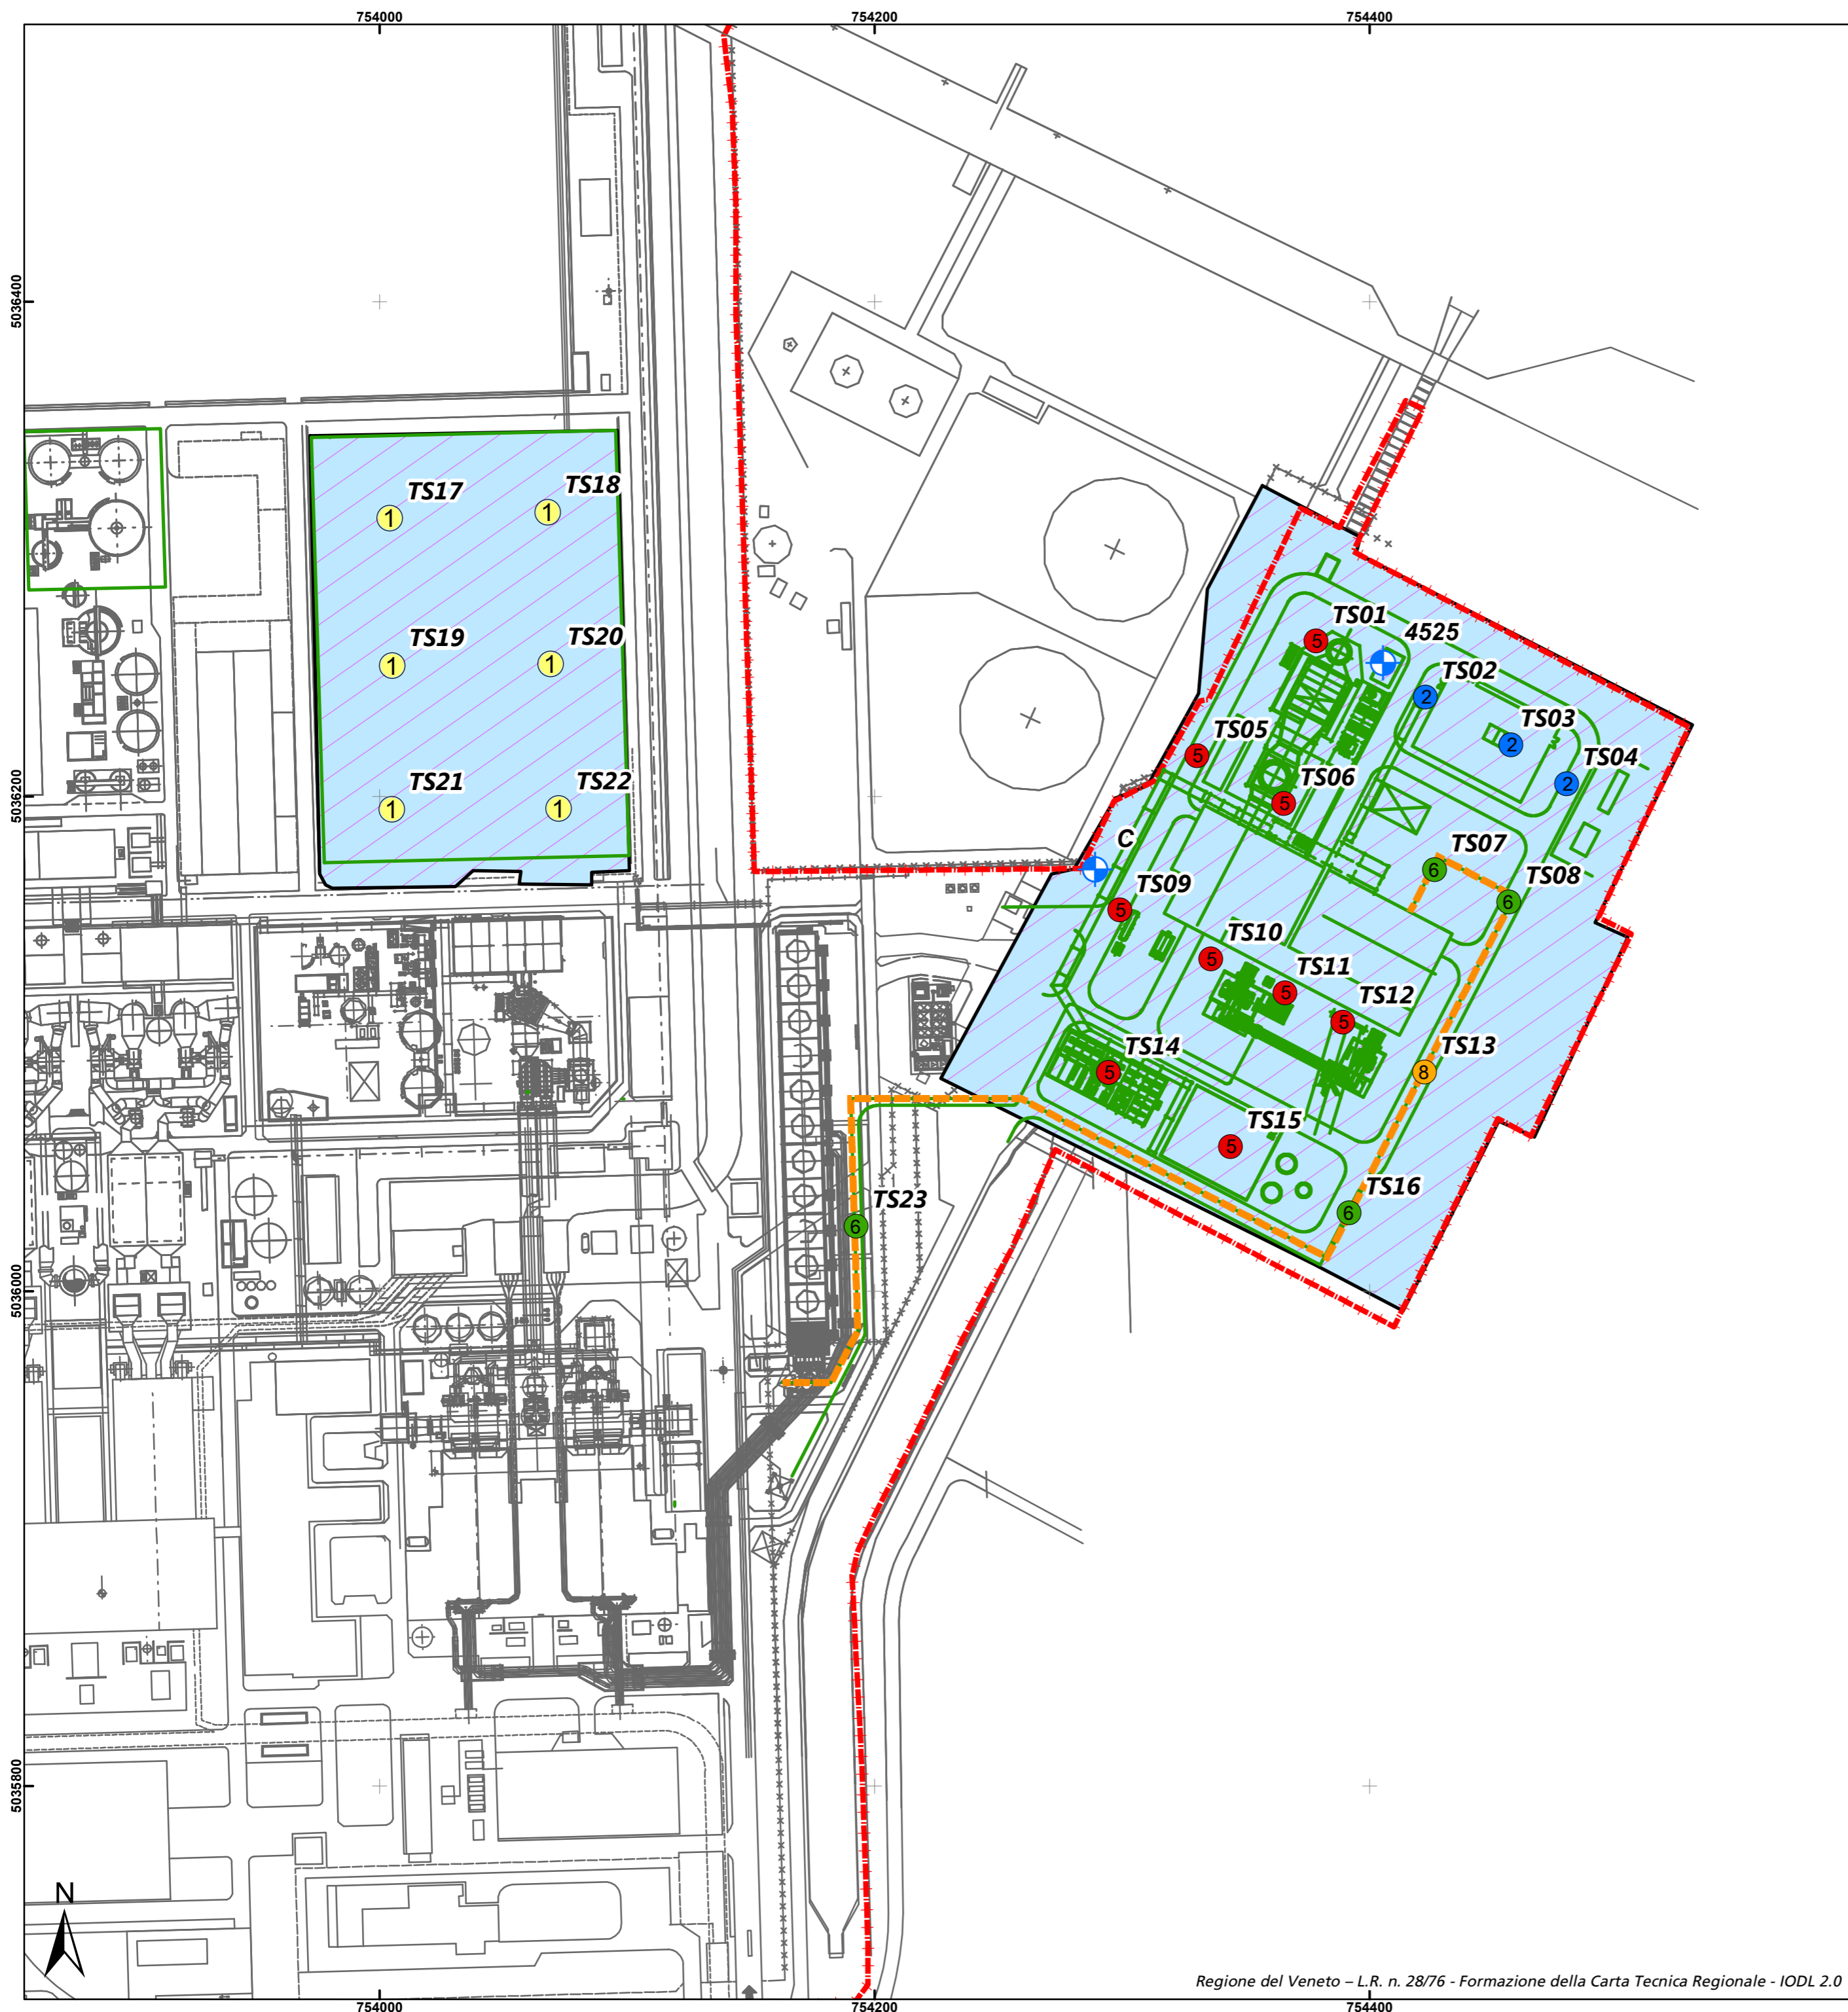 754000
754200
754400
5036400
TS17
1
TS18
1
TS19
1
TS20
1
TS21
1
TS22
1
5036200
TS01
5
4525
TS02
2
TS03
2
TS04
2
TS05
5
TS06
5
TS07
6
TS08
6
C
TS09
5
TS10
5
TS11
5
TS12
5
TS13
8
TS14
5
TS15
5
TS16
6
TS23
6
5036000
5035800
N
Regione del Veneto – L.R. n. 28/76 - Formazione della Carta Tecnica Regionale - IODL 2.0
754000
754200
754400